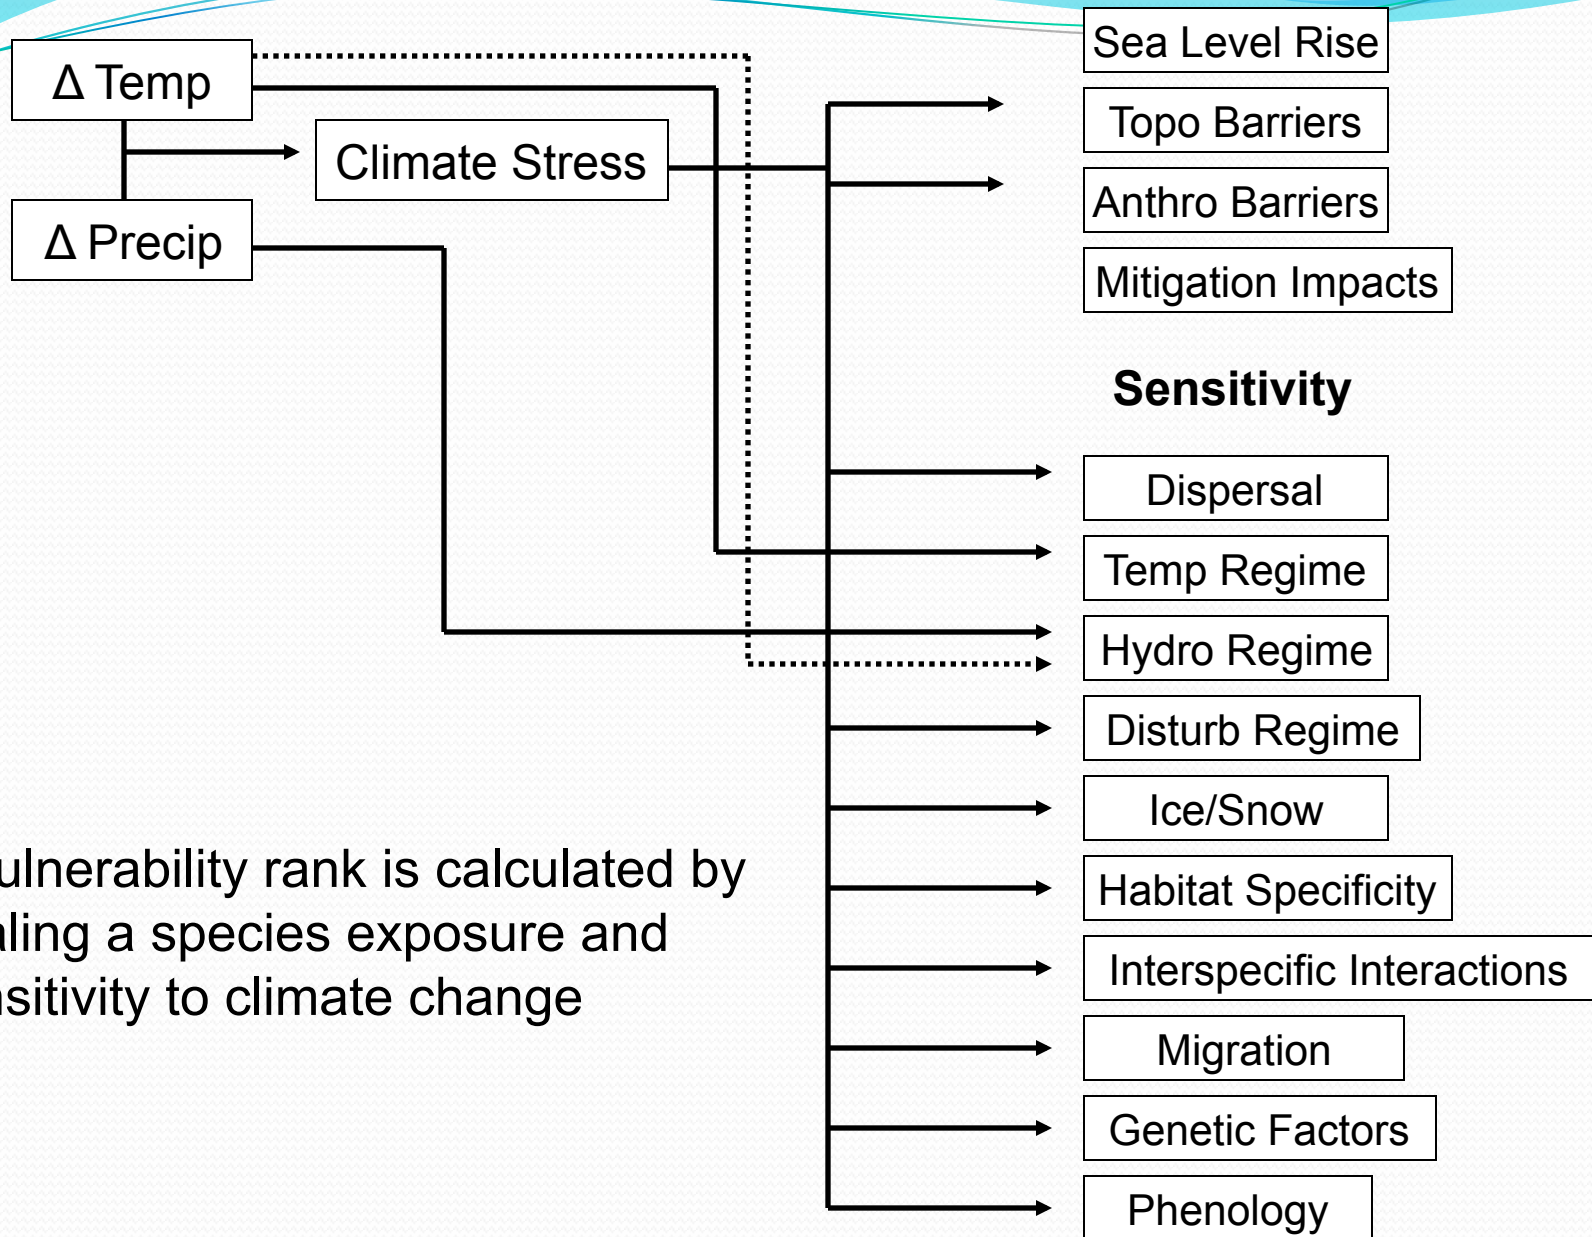 Δ Temp
Climate Stress
Δ Precip
Sea Level Rise
Topo Barriers
Anthro Barriers
Mitigation Impacts
Sensitivity
Dispersal
Temp Regime
Hydro Regime
Disturb Regime
Ice/Snow
Habitat Specificity
Interspecific Interactions
Migration
Genetic Factors
Phenology
ulnerability rank is calculated by
aling a species exposure and
nsitivity to climate change